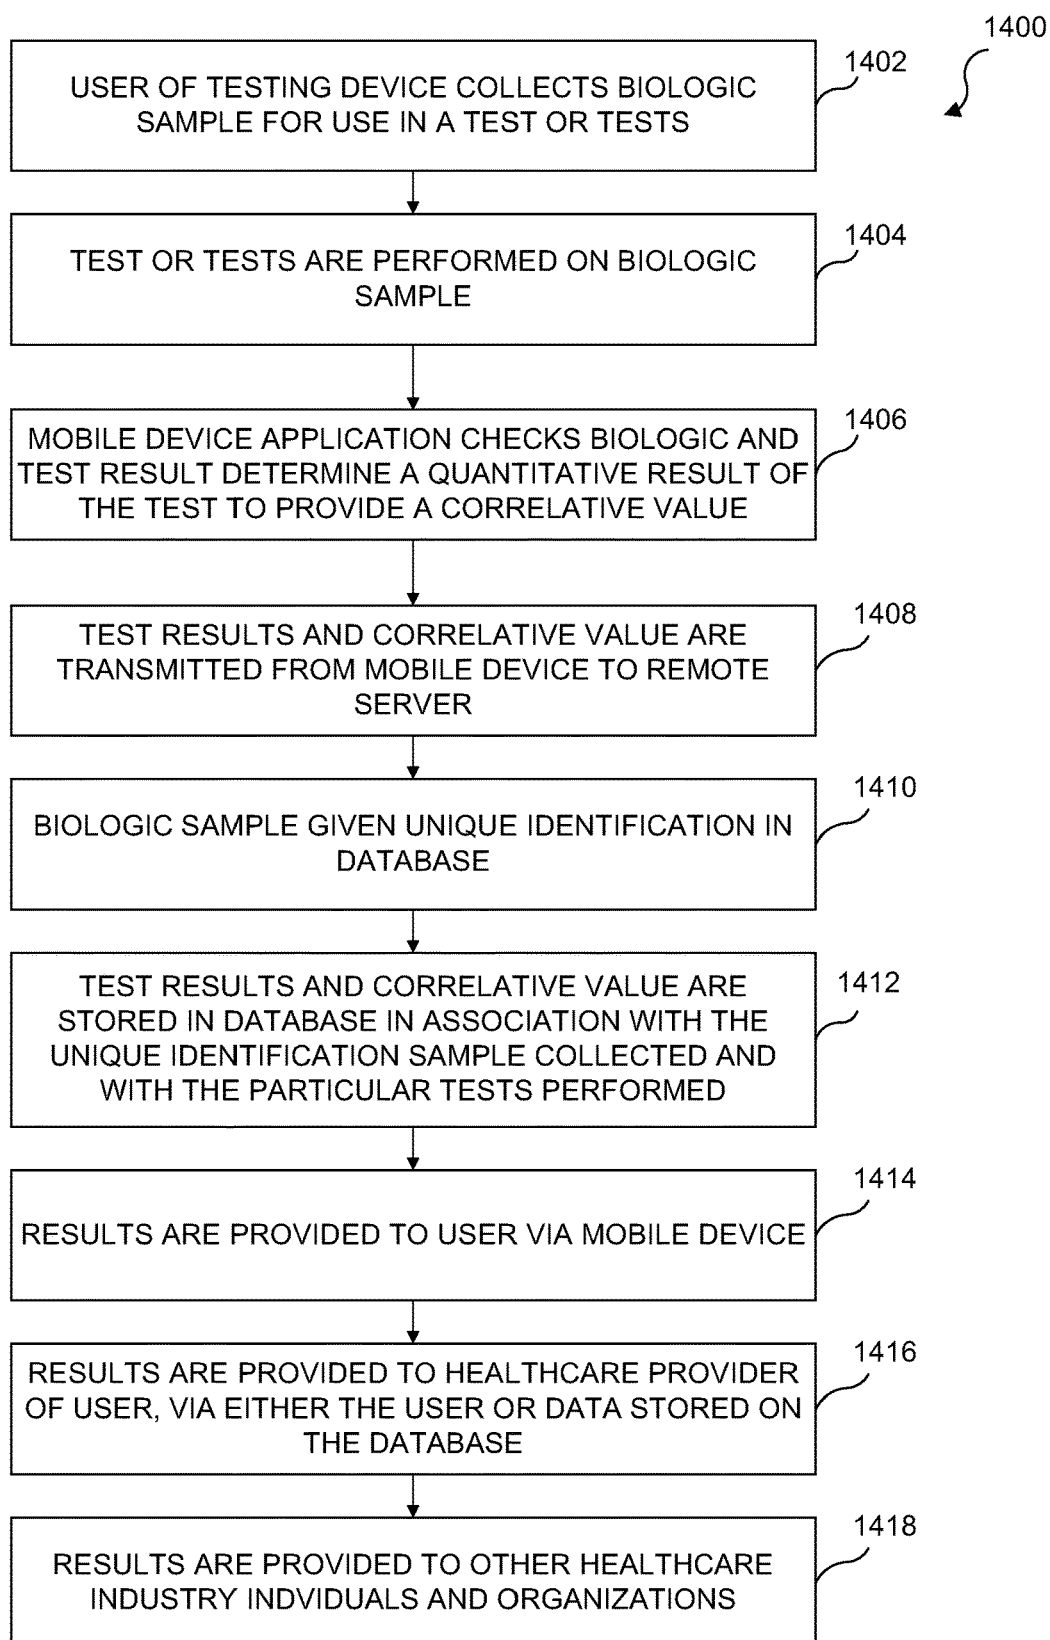 1400
1402
USER OF TESTING DEVICE COLLECTS BIOLOGIC
SAMPLE FOR USE IN A TEST OR TESTS
1404
TEST OR TESTS ARE PERFORMED ON BIOLOGIC
SAMPLE
1406
MOBILE DEVICE APPLICATION CHECKS BIOLOGIC AND
TEST RESULT DETERMINE A QUANTITATIVE RESULT OF
THE TEST TO PROVIDE A CORRELATIVE VALUE
1408
TEST RESULTS AND CORRELATIVE VALUE ARE
TRANSMITTED FROM MOBILE DEVICE TO REMOTE
SERVER
1410
BIOLOGIC SAMPLE GIVEN UNIQUE IDENTIFICATION IN
DATABASE
1412
TEST RESULTS AND CORRELATIVE VALUE ARE
STORED IN DATABASE IN ASSOCIATION WITH THE
UNIQUE IDENTIFICATION SAMPLE COLLECTED AND
WITH THE PARTICULAR TESTS PERFORMED
1414
RESULTS ARE PROVIDED TO USER VIA MOBILE DEVICE
1416
RESULTS ARE PROVIDED TO HEALTHCARE PROVIDER
OF USER, VIA EITHER THE USER OR DATA STORED ON
THE DATABASE
1418
RESULTS ARE PROVIDED TO OTHER HEALTHCARE
INDUSTRY INDVIDUALS AND ORGANIZATIONS